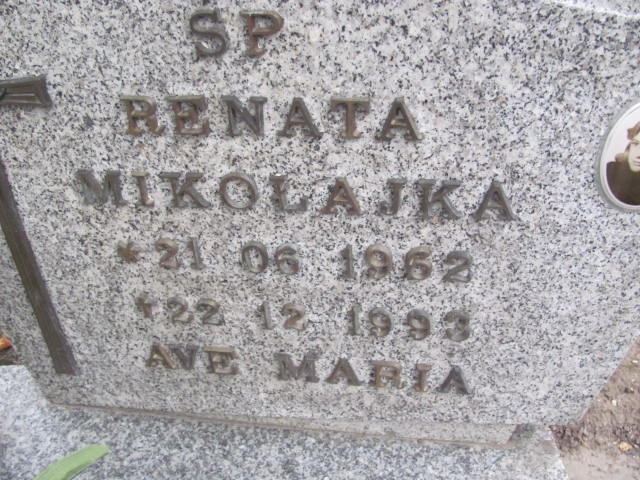 SP
RENATA
MIKOŁAJKA
* 21 06 1962
+ 22 12 1993
AVE MARIA